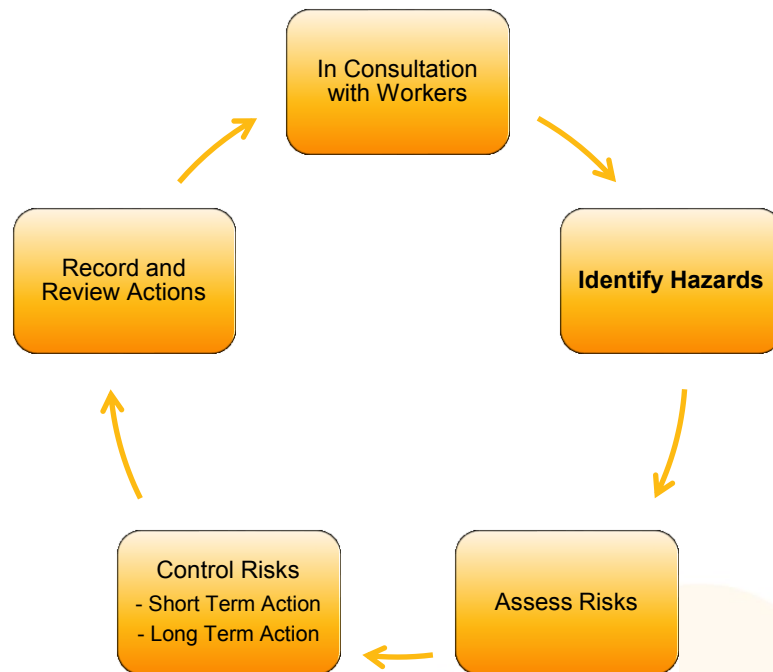 In Consultation
with Workers
Identify Hazards
Assess Risks
Control Risks
- Short Term Action
- Long Term Action
Record and
Review Actions